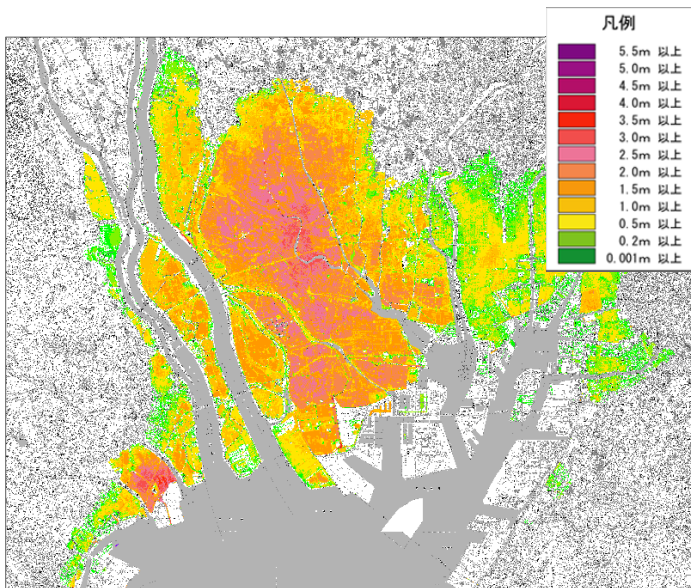 凡例
5.5m 以上
5.0m 以上
4.5m 以上
4.0m 以上
3.5m 以上
3.0m 以上
2.5m 以上
2.0m 以上
1.5m 以上
1.0m 以上
0.5m 以上
0.2m 以上
0.001m 以上